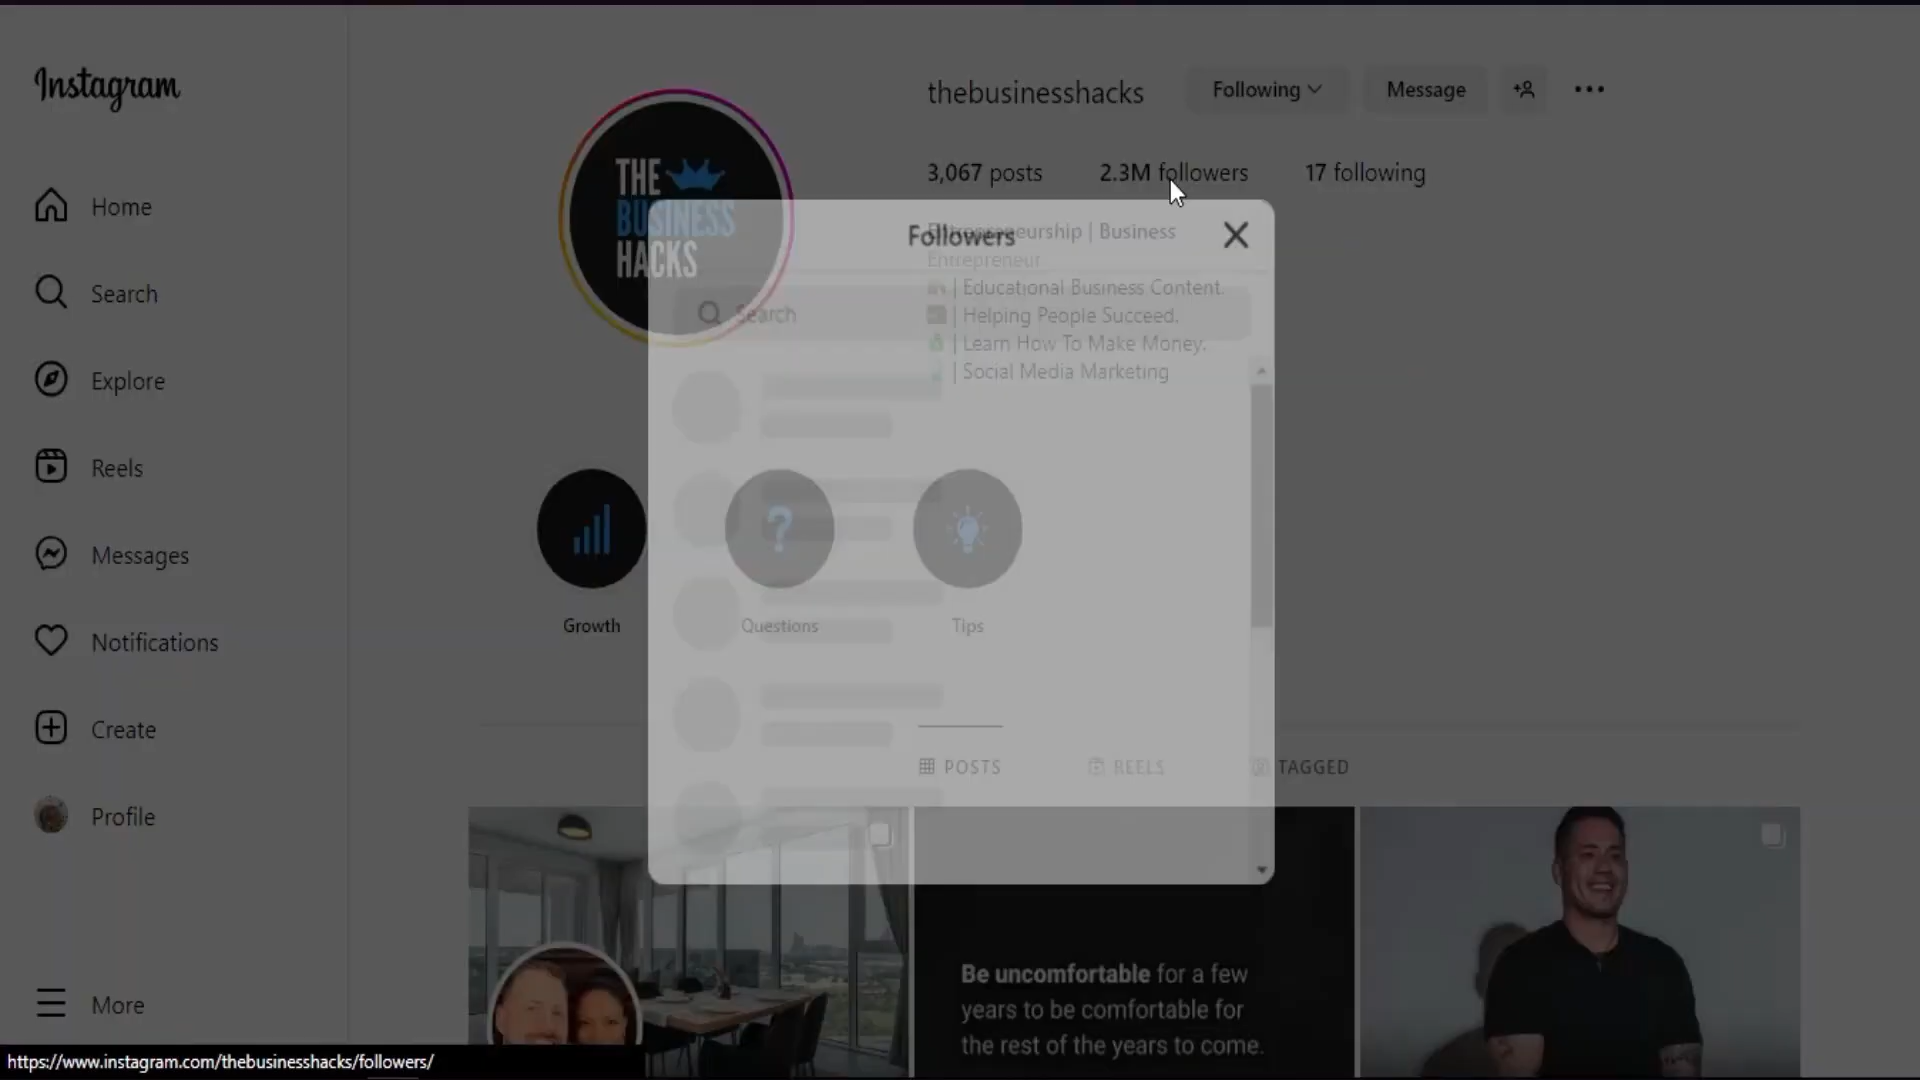 Instagram
Home
Search
Explore
Reels
Messages
Notifications
Create
Profile
More
THE
BUSINESS
HACKS
thebusinesshacks
Following
Message
3,067 posts
2.3M followers
17 following
Followers
Entrepreneurship | Business
Entrepreneur
| Educational Business Content.
| Helping People Succeed.
| Learn How To Make Money.
| Social Media Marketing
Search
?
Growth
Questions
Tips
POSTS
REELS
TAGGED
Be uncomfortable for a few
years to be comfortable for
the rest of the years to come.
https://www.instagram.com/thebusinesshacks/followers/